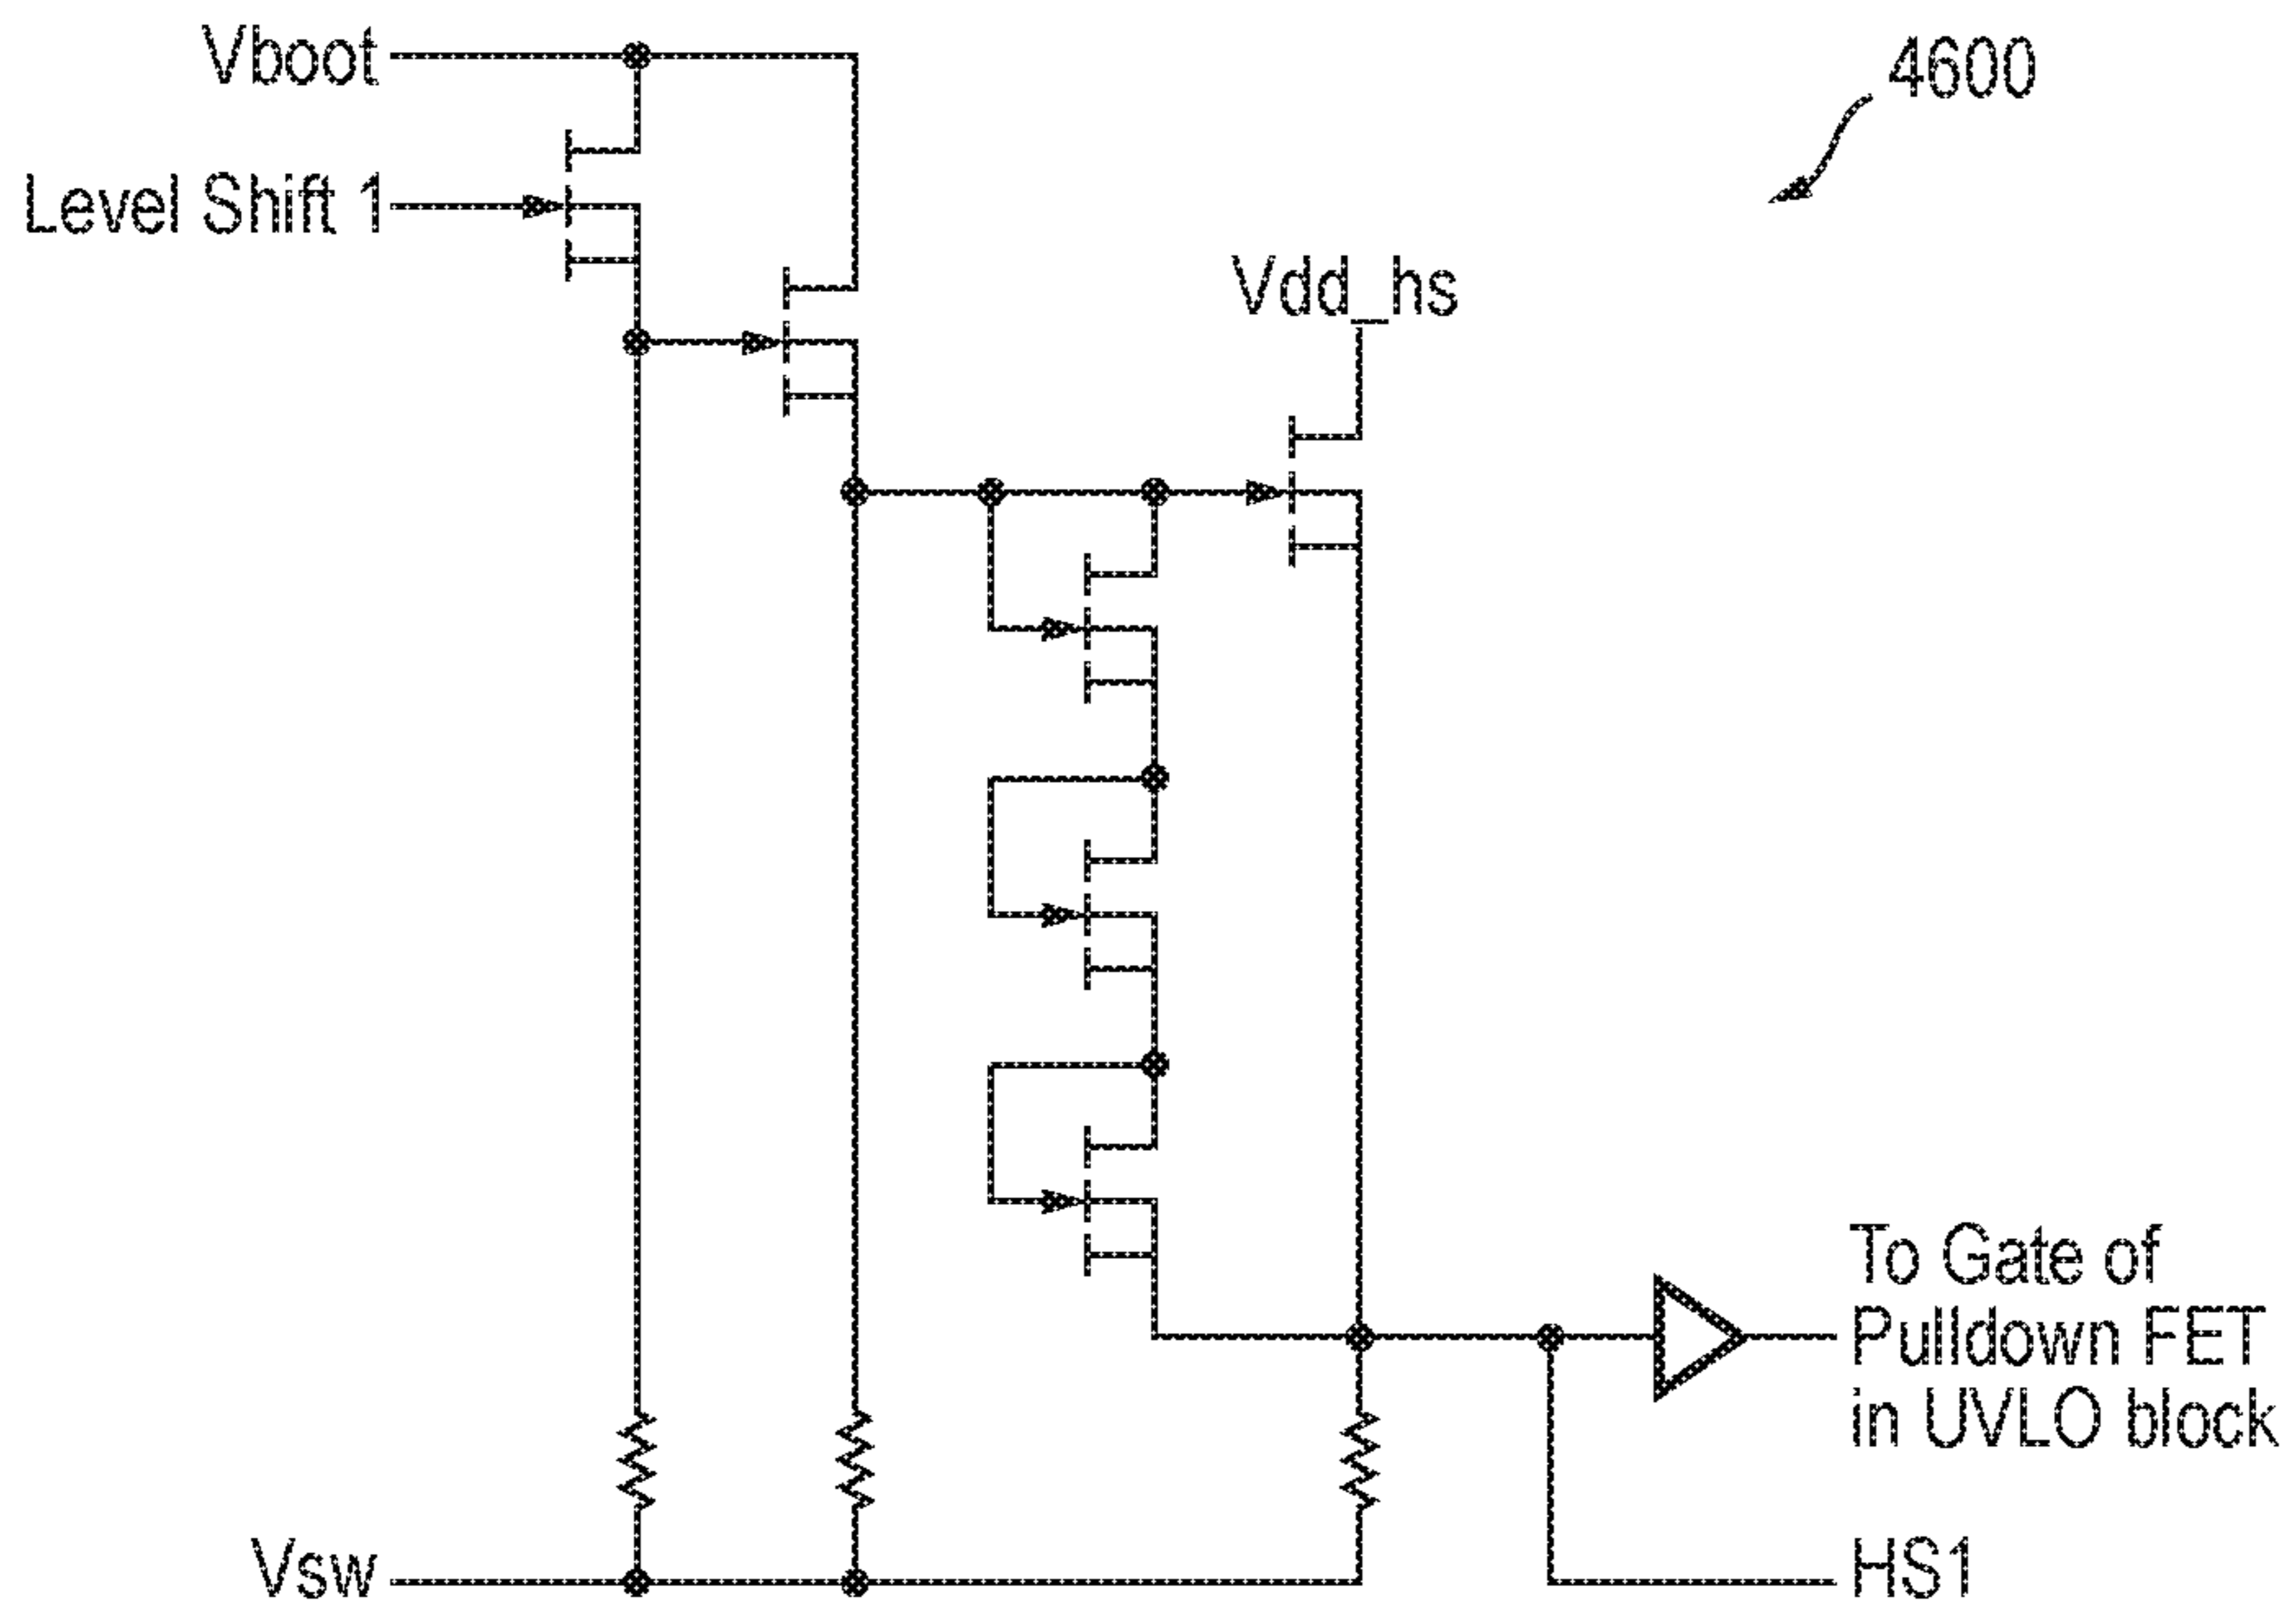 Vboot
4600
Level Shift 1
Vdd_hs
To Gate of
Pulldown FET
in UVLO block
Vsw
HS1